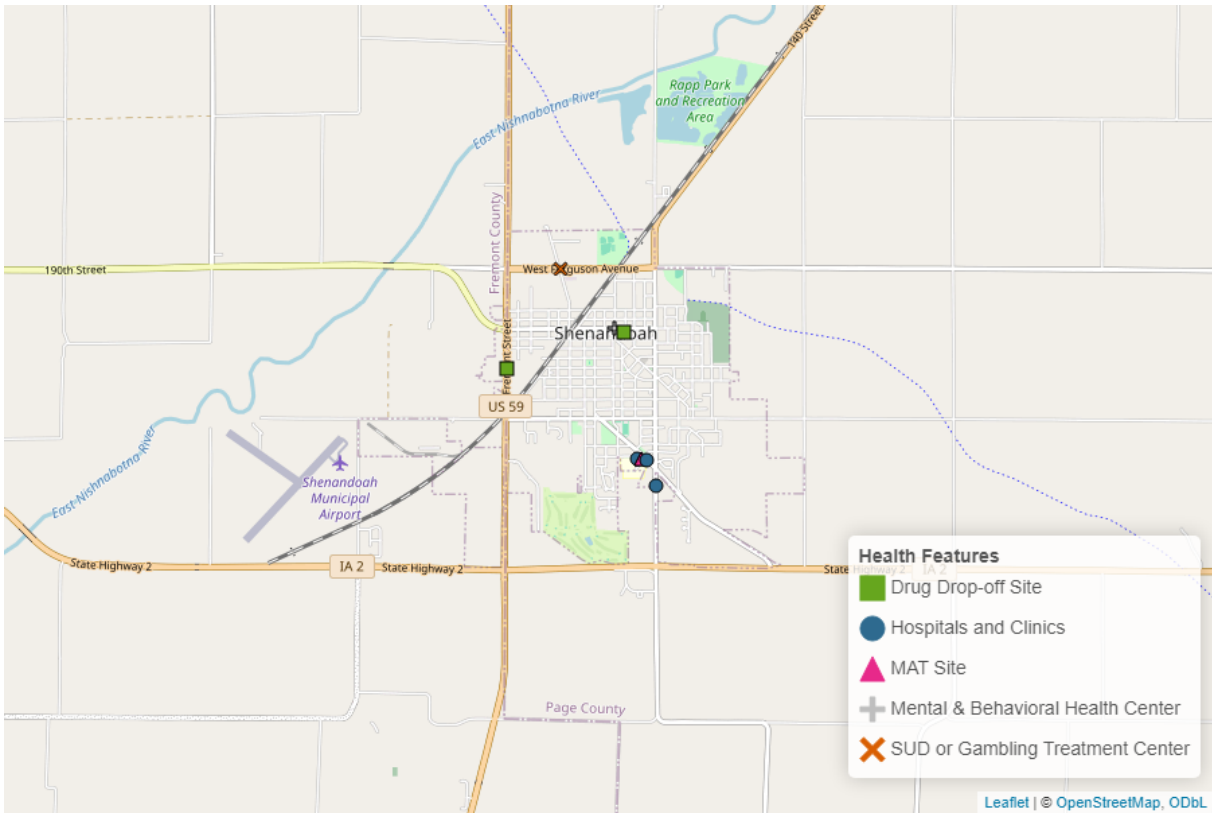 140 Street
Rapp Park
and Recreation
Area
East Nishnabotna River
Fremont County
190th Street
West Ferguson Avenue
Shenandoah
Fremont Street
US 59
East Nishnabotna River
Shenandoah
Municipal
Airport
State Highway 2
IA 2
State Highway 2
State Highway 2
IA 2
Page County
Health Features
Drug Drop-off Site
Hospitals and Clinics
MAT Site
Mental & Behavioral Health Center
SUD or Gambling Treatment Center
Leaflet | © OpenStreetMap, ODbL